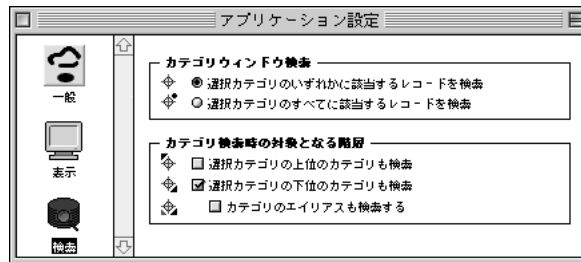 アプリケーション設定
一般
表示
検索
カテゴリウィンドウ検索
選択カテゴリのいずれかに該当するレコードを検索
選択カテゴリのすべてに該当するレコードを検索
カテゴリ検索時の対象となる階層
選択カテゴリの上位のカテゴリも検索
選択カテゴリの下位のカテゴリも検索
カテゴリのエイリアスも検索する